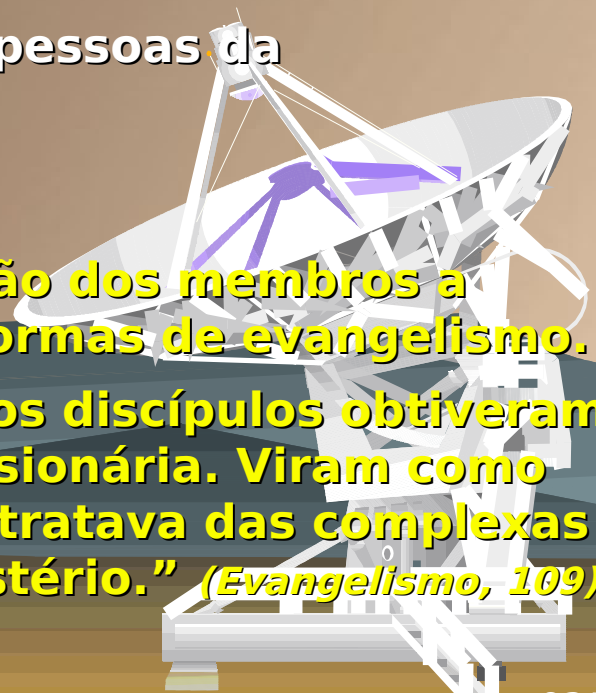 pessoas da
ão dos membros a
ormas de evangelismo.
os discípulos obtiveram
sionária. Viram como
tratava das complexas
stério.” (Evangelismo, 109)